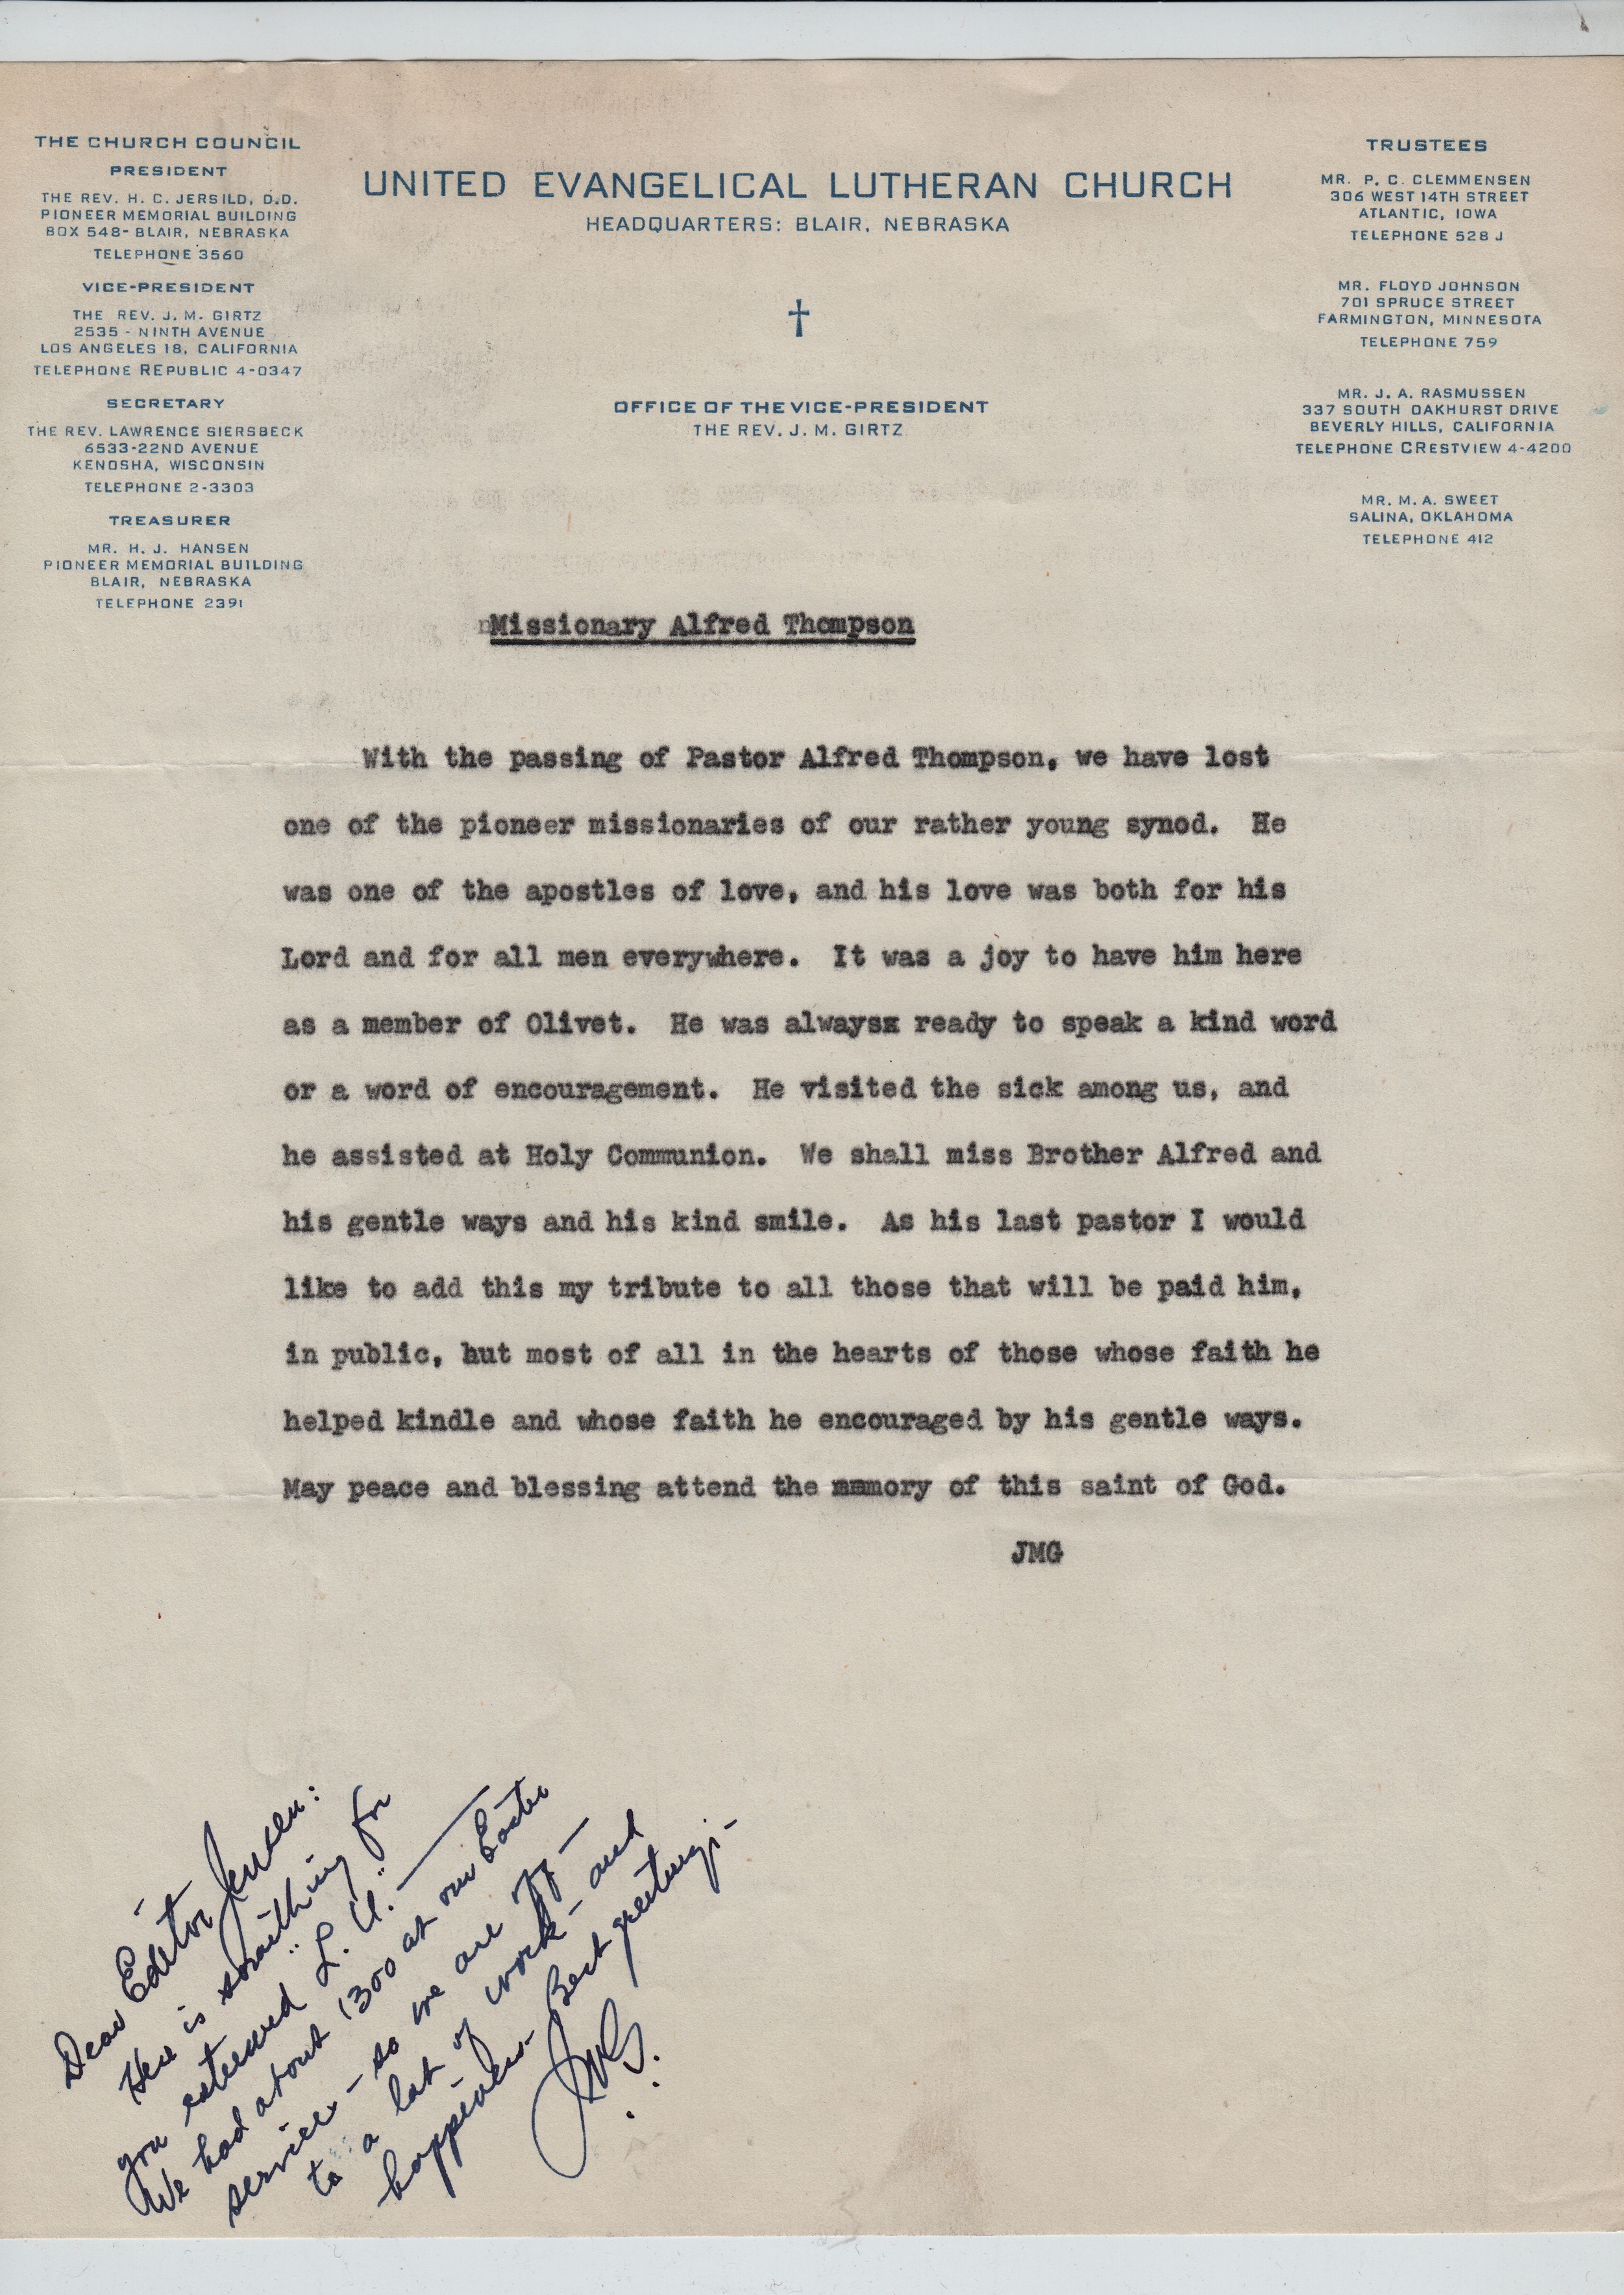 THE CHURCH COUNCIL
PRESIDENT
THE REV. H. C. JERSILD, D.D.
PIONEER MEMORIAL BUILDING
BOX 548- BLAIR, NEBRASKA
TELEPHONE 3560
VICE-PRESIDENT
THE REV. J. M. GIRTZ
2535 - NINTH AVENUE
LOS ANGELES 18, CALIFORNIA
TELEPHONE REPUBLIC 4-0347
SECRETARY
THE REV. LAWRENCE SIERSBECK
6533-22ND AVENUE
KENOSHA, WISCONSIN
TELEPHONE 2-3303
TREASURER
MR. H. J. HANSEN
PIONEER MEMORIAL BUILDING
BLAIR, NEBRASKA
TELEPHONE 2391
UNITED EVANGELICAL LUTHERAN CHURCH
HEADQUARTERS: BLAIR, NEBRASKA
OFFICE OF THE VICE-PRESIDENT
THE REV. J. M. GIRTZ
TRUSTEES
MR. P. C. CLEMMENSEN
306 WEST 14TH STREET
ATLANTIC, IOWA
TELEPHONE 528 J
MR. FLOYD JOHNSON
701 SPRUCE STREET
FARMINGTON, MINNESOTA
TELEPHONE 759
MR. J. A. RASMUSSEN
337 SOUTH OAKHURST DRIVE
BEVERLY HILLS, CALIFORNIA
TELEPHONE CRESTVIEW 4-4200
MR. M. A. SWEET
SALINA, OKLAHOMA
TELEPHONE 412
Missionary Alfred Thompson
With the passing of Pastor Alfred Thompson, we have lost
one of the pioneer missionaries of our rather young synod. He
was one of the apostles of love, and his love was both for his
Lord and for all men everywhere. It was a joy to have him here
as a member of Olivet. He was alwaysx ready to speak a kind word
or a word of encouragement. He visited the sick among us, and
he assisted at Holy Communion. We shall miss Brother Alfred and
his gentle ways and his kind smile. As his last pastor I would
like to add this my tribute to all those that will be paid him,
in public, but most of all in the hearts of those whose faith he
helped kindle and whose faith he encouraged by his gentle ways.
May peace and blessing attend the memory of this saint of God.
JMG
Dear Editor Jensen:
Here is something for
you esteemed "L. U." —
We had about 1300 at our Easter
services - so we are off —
to a lot of work - and
happiness - Best greetings -
JMG.